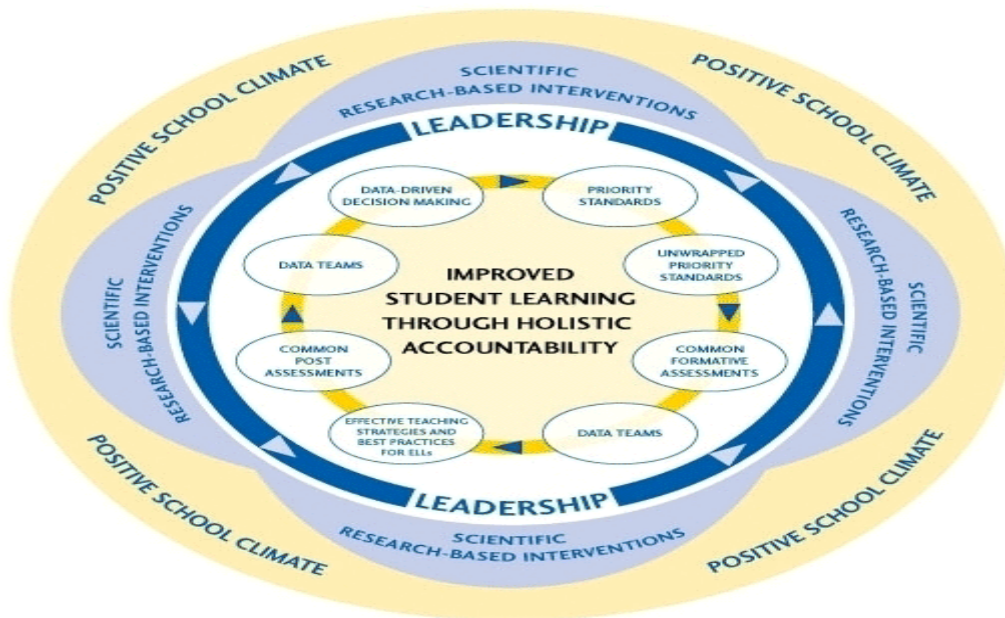 POSITIVE SCHOOL CLIMATE
POSITIVE SCHOOL CLIMATE
SCIENTIFIC
RESEARCH-BASED INTERVENTIONS
LEADERSHIP
DATA-DRIVEN
DECISION MAKING
PRIORITY
STANDARDS
DATA TEAMS
UNWRAPPED
PRIORITY
STANDARDS
IMPROVED
STUDENT LEARNING
THROUGH HOLISTIC
ACCOUNTABILITY
SCIENTIFIC
RESEARCH-BASED INTERVENTIONS
SCIENTIFIC
RESEARCH-BASED INTERVENTIONS
COMMON
POST
ASSESSMENTS
COMMON
FORMATIVE
ASSESSMENTS
EFFECTIVE TEACHING
STRATEGIES AND
BEST PRACTICES
FOR ELLs
DATA TEAMS
LEADERSHIP
SCIENTIFIC
RESEARCH-BASED INTERVENTIONS
POSITIVE SCHOOL CLIMATE
POSITIVE SCHOOL CLIMATE